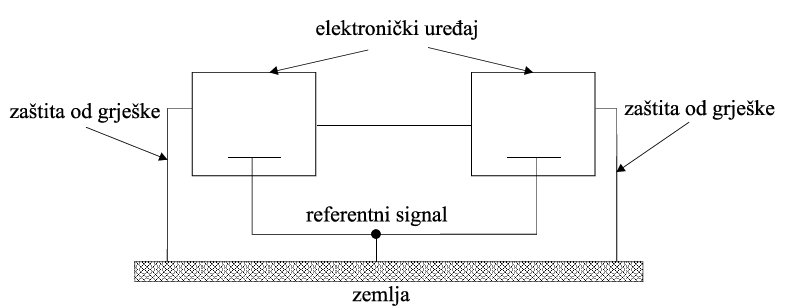 elektronički uređaj
zaštita od grješke
zaštita od grješke
referentni signal
zemlja